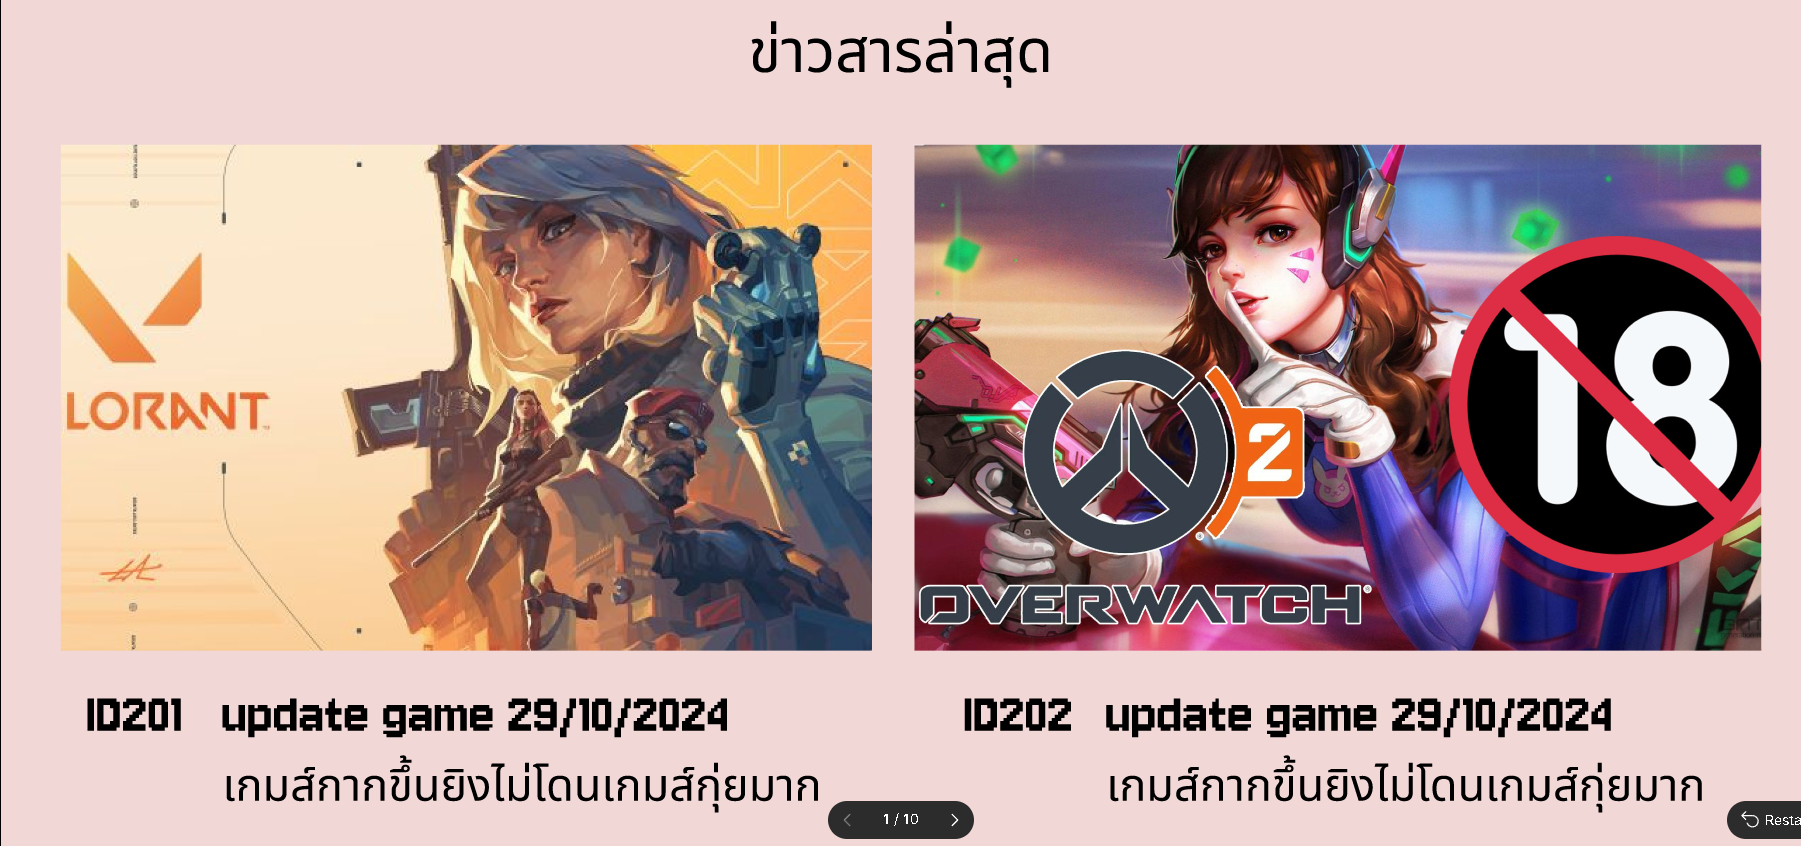 ข่าวสารล่าสุด
LORANT
18
2
OVERWATCH
ID201 update game 29/10/2024
เกมส์กากขึ้นยิงไม่โดนเกมส์กุ่ยมาก
ID202 update game 29/10/2024
เกมส์กากขึ้นยิงไม่โดนเกมส์กุ่ยมาก
1 / 10
Resta